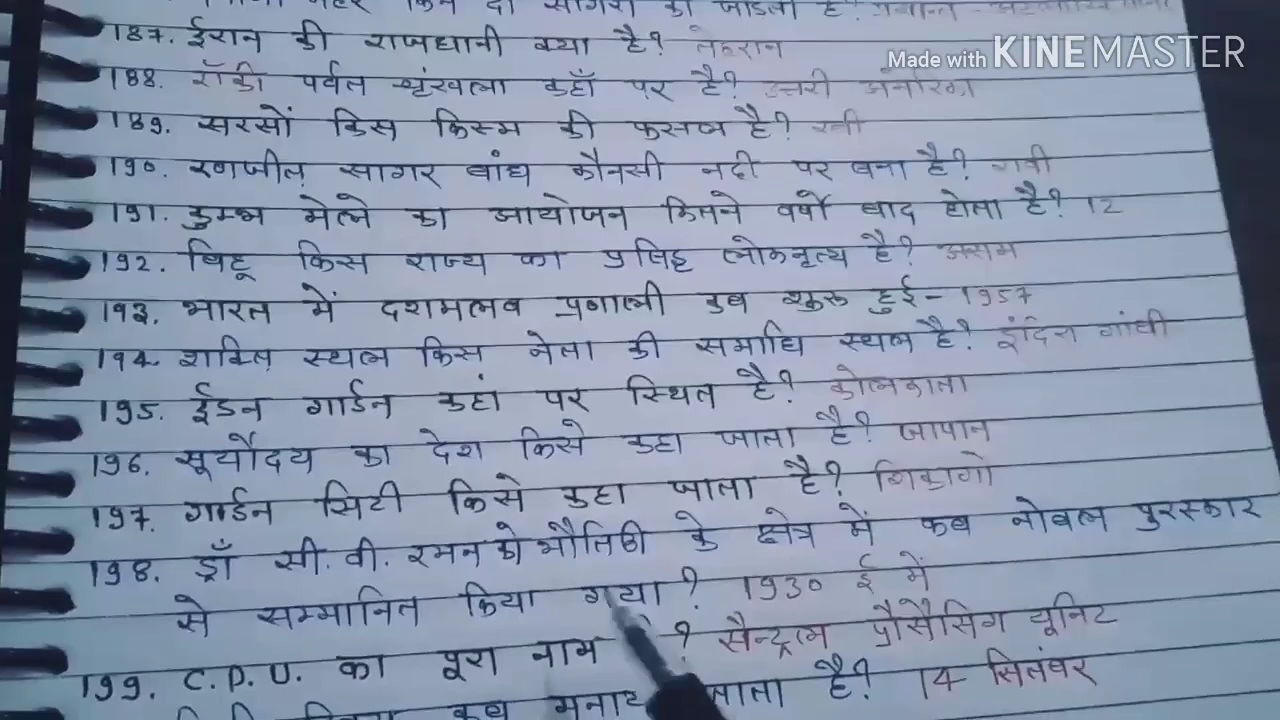 Made with KINEMASTER
187. ईरान की राजधानी क्या है? तेहरान
188. रॉकी पर्वत श्रृंखला कहाँ पर है? उत्तरी अमेरिका
189. सरसों किस किस्म की फसल है? रबी
190. रणजीत सागर बांध कौनसी नदी पर बना है? रावी
191. कुम्भ मेले का आयोजन कितने वर्षों बाद होता है? 12
192. बिहू किस राज्य का प्रसिद्ध लोकनृत्य है? असम
193. भारत में दशमलव प्रणाली कब शुरू हुई - 1957
194. शक्ति स्थल किस नेता की समाधि स्थल है? इंदिरा गांधी
195. ईडन गार्डन कहां पर स्थित है? कोलकाता
196. सूर्योदय का देश किसे कहा जाता है? जापान
197. गार्डन सिटी किसे कहा जाता है? शिकागो
198. डॉ सी. वी. रमन को भौतिकी के क्षेत्र में कब नोबल पुरस्कार
से सम्मानित किया गया? 1930 ई में
199. C.P.U. का पूरा नाम ? सैन्ट्रल प्रौसैसिंग यूनिट
कब जाता है? 14 सितंबर